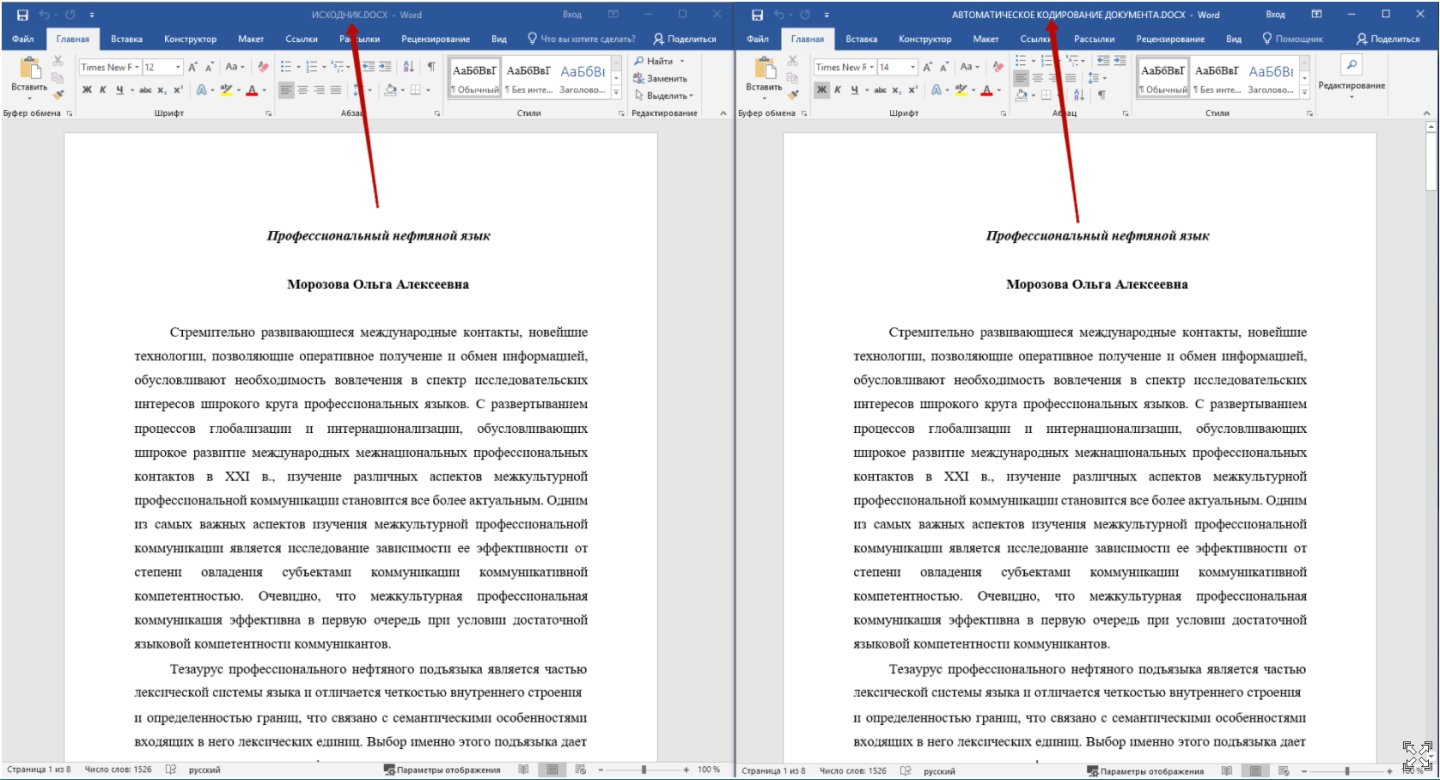 ИСХОДНИК.DOCX - Word
Вход
Файл Главная Вставка Конструктор Макет Ссылки Рассылки Рецензирование Вид Что вы хотите сделать? Поделиться
Times New F 12 Аа
Найти
Заменить
Выделить
Вставить
Ж К Ч abc x₂ x²
АаБбВвГ АаБбВвГ АаБбВı
¶ Обычный ¶ Без инте... Заголово...
Буфер обмена Шрифт Абзац Стили Редактирование
Профессиональный нефтяной язык
Морозова Ольга Алексеевна
Стремительно развивающиеся международные контакты, новейшие
технологии, позволяющие оперативное получение и обмен информацией,
обусловливают необходимость вовлечения в спектр исследовательских
интересов широкого круга профессиональных языков. С развертыванием
процессов глобализации и интернационализации, обусловливающих
широкое развитие международных межнациональных профессиональных
контактов в XXI в., изучение различных аспектов межкультурной
профессиональной коммуникации становится все более актуальным. Одним
из самых важных аспектов изучения межкультурной профессиональной
коммуникации является исследование зависимости ее эффективности от
степени овладения субъектами коммуникации коммуникативной
компетентностью. Очевидно, что межкультурная профессиональная
коммуникация эффективна в первую очередь при условии достаточной
языковой компетентности коммуникантов.
Тезаурус профессионального нефтяного подъязыка является частью
лексической системы языка и отличается четкостью внутреннего строения
и определенностью границ, что связано с семантическими особенностями
входящих в него лексических единиц. Выбор именно этого подъязыка дает
Страница 1 из 8 Число слов: 1526 русский Параметры отображения 100 %
АВТОМАТИЧЕСКОЕ КОДИРОВАНИЕ ДОКУМЕНТА.DOCX - Word
Вход
Файл Главная Вставка Конструктор Макет Ссылки Рассылки Рецензирование Вид Помощник Поделиться
Times New F 14 Аа
Вставить
Ж К Ч abc x₂ x²
АаБбВвГ АаБбВвГ АаБбВı
¶ Обычный ¶ Без инте... Заголово...
Редактирование
Буфер обмена Шрифт Абзац Стили
Профессиональный нефтяной язык
Морозова Ольга Алексеевна
Стремительно развивающиеся международные контакты, новейшие
технологии, позволяющие оперативное получение и обмен информацией,
обусловливают необходимость вовлечения в спектр исследовательских
интересов широкого круга профессиональных языков. С развертыванием
процессов глобализации и интернационализации, обусловливающих
широкое развитие международных межнациональных профессиональных
контактов в XXI в., изучение различных аспектов межкультурной
профессиональной коммуникации становится все более актуальным. Одним
из самых важных аспектов изучения межкультурной профессиональной
коммуникации является исследование зависимости ее эффективности от
степени овладения субъектами коммуникации коммуникативной
компетентностью. Очевидно, что межкультурная профессиональная
коммуникация эффективна в первую очередь при условии достаточной
языковой компетентности коммуникантов.
Тезаурус профессионального нефтяного подъязыка является частью
лексической системы языка и отличается четкостью внутреннего строения
и определенностью границ, что связано с семантическими особенностями
входящих в него лексических единиц. Выбор именно этого подъязыка дает
Страница 1 из 8 Число слов: 1526 русский Параметры отображения